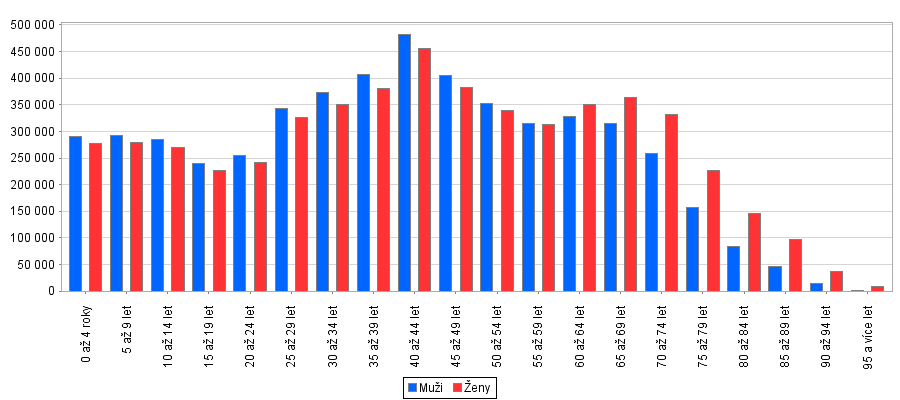 500 000
450 000
400 000
350 000
300 000
250 000
200 000
150 000
100 000
50 000
0
0 až 4 roky
5 až 9 let
10 až 14 let
15 až 19 let
20 až 24 let
25 až 29 let
30 až 34 let
35 až 39 let
40 až 44 let
45 až 49 let
50 až 54 let
55 až 59 let
60 až 64 let
65 až 69 let
70 až 74 let
75 až 79 let
80 až 84 let
85 až 89 let
90 až 94 let
95 a více let
Muži Ženy